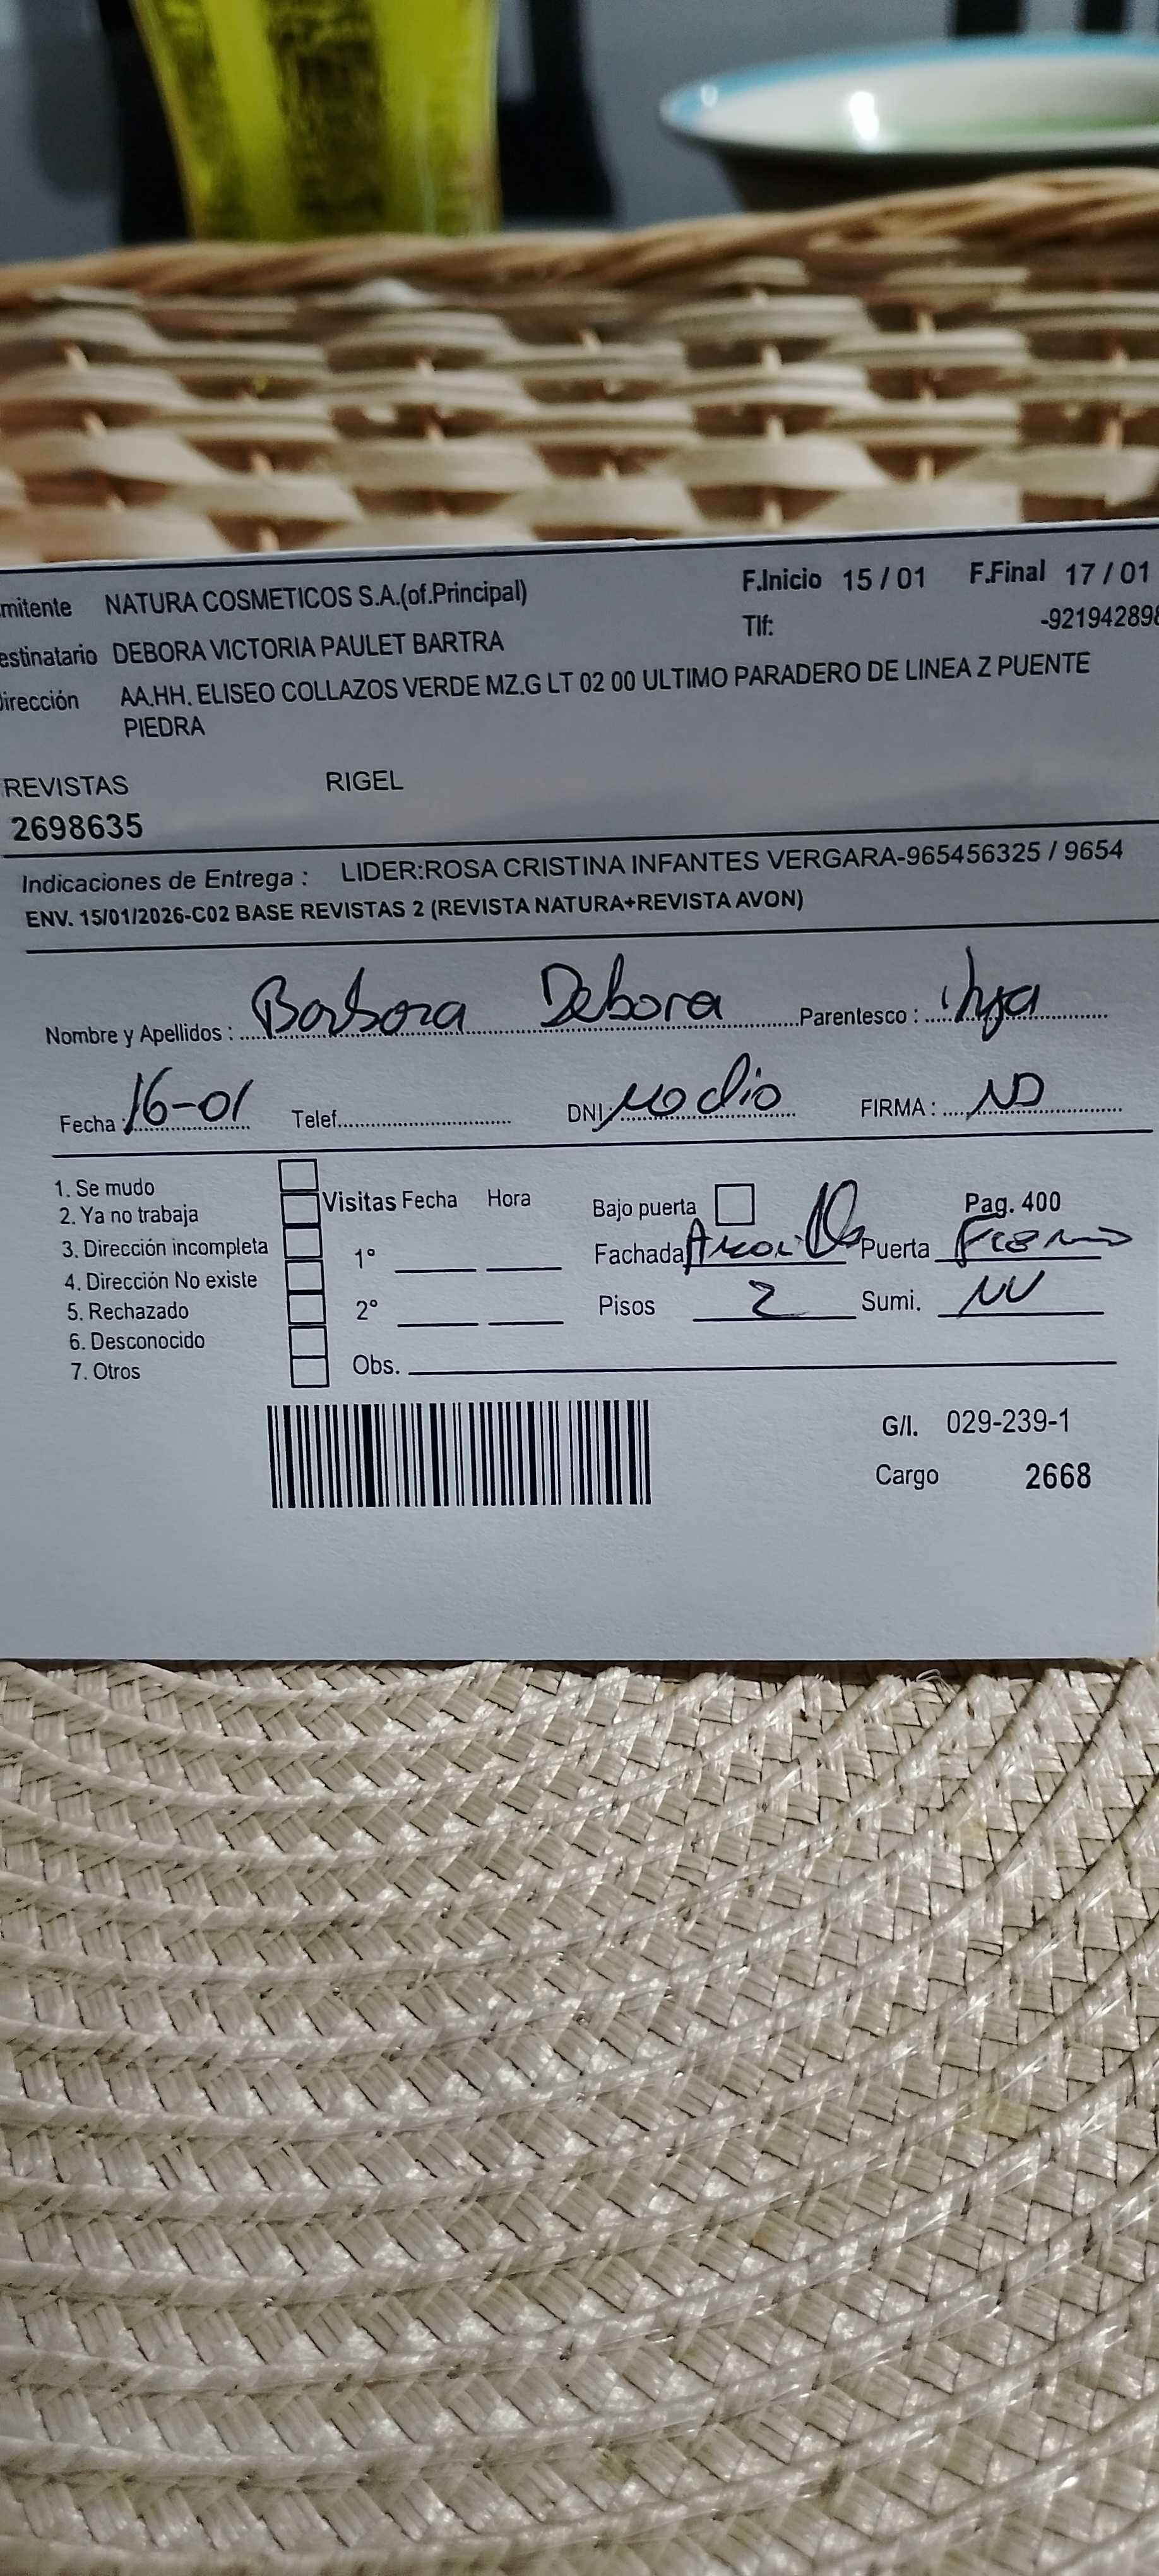 mitente NATURA COSMETICOS S.A.(of.Principal) F.Inicio 15 / 01 F.Final 17 / 01
estinatario DEBORA VICTORIA PAULET BARTRA Tlf: -921942898
Dirección AA.HH. ELISEO COLLAZOS VERDE MZ.G LT 02 00 ULTIMO PARADERO DE LINEA Z PUENTE
PIEDRA
REVISTAS RIGEL
2698635
Indicaciones de Entrega : LIDER:ROSA CRISTINA INFANTES VERGARA-965456325 / 9654
ENV. 15/01/2026-C02 BASE REVISTAS 2 (REVISTA NATURA+REVISTA AVON)
Nombre y Apellidos : Barbara Debora Parentesco : hija
Fecha : 16-01 Telef. DNI: no dio FIRMA : ND
1. Se mudo
2. Ya no trabaja Visitas Fecha Hora Bajo puerta Pag. 400
3. Dirección incompleta 1° Fachada Puerta
4. Dirección No existe
5. Rechazado 2° Pisos 2 Sumi.
6. Desconocido
7. Otros Obs.
G/I. 029-239-1
Cargo 2668